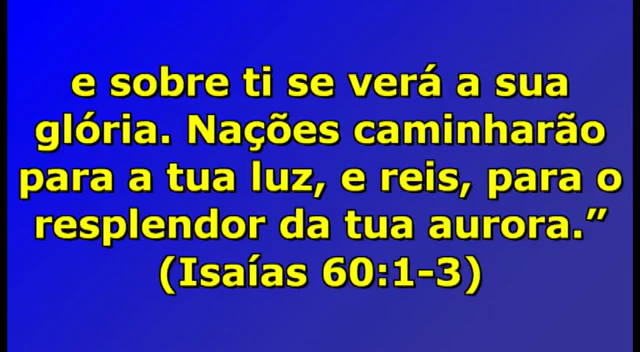 e sobre ti se verá a sua
glória. Nações caminharão
para a tua luz, e reis, para o
resplendor da tua aurora.”
(Isaías 60:1-3)